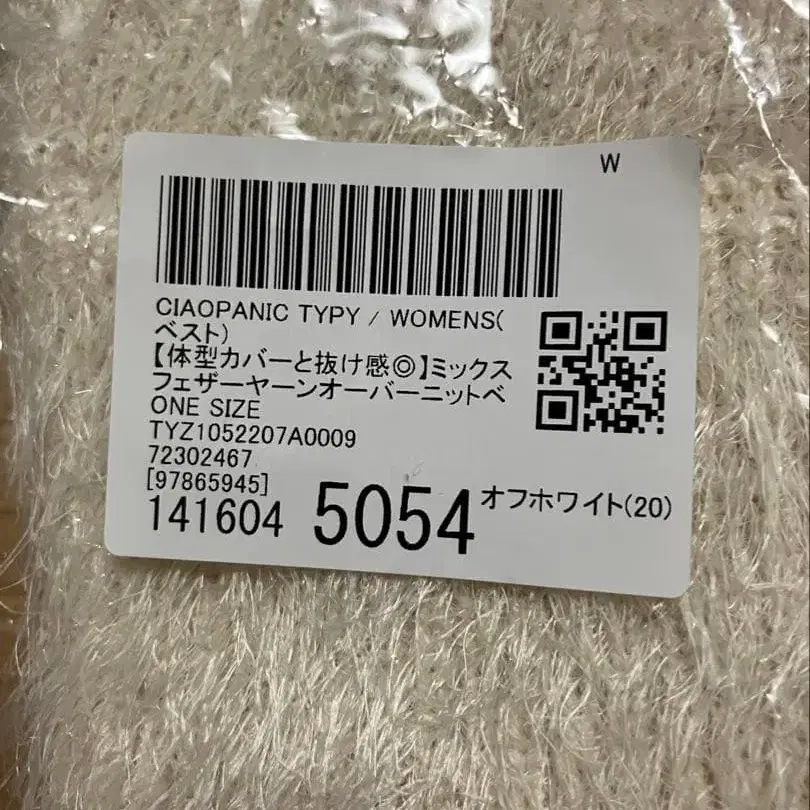 W
CIAOPANIC TYPY / WOMENS(
ベスト)
【体型カバーと抜け感◎】ミックス
フェザーヤーンオーバーニットベ
ONE SIZE
TYZ1052207A0009
72302467
[97865945]
141604 5054 オフホワイト(20)